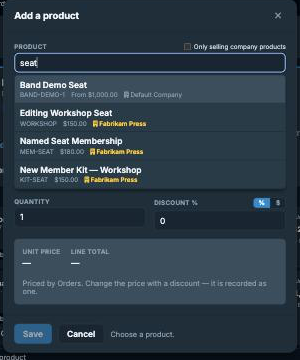 Add a product
×
PRODUCT
Only selling company products
seat
Band Demo Seat
BAND-DEMO-1 From $1,000.00 Default Company
Editing Workshop Seat
WORKSHOP $150.00 Fabrikam Press
Named Seat Membership
MEM-SEAT $180.00 Fabrikam Press
New Member Kit — Workshop
KIT-SEAT $150.00 Fabrikam Press
QUANTITY
DISCOUNT %
% $
1
0
UNIT PRICE LINE TOTAL
— —
Priced by Orders. Change the price with a discount — it is recorded as
one.
Save Cancel Choose a product.
product